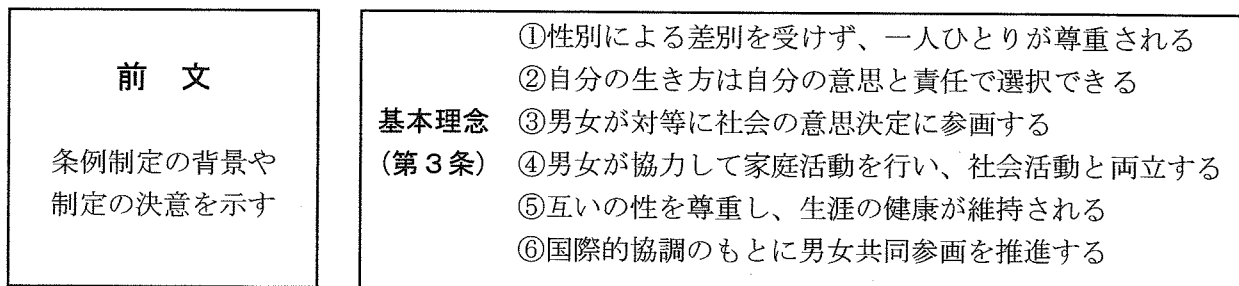 前　文
条例制定の背景や
制定の決意を示す
基本理念
(第３条)
①性別による差別を受けず、一人ひとりが尊重される
②自分の生き方は自分の意思と責任で選択できる
③男女が対等に社会の意思決定に参画する
④男女が協力して家庭活動を行い、社会活動と両立する
⑤互いの性を尊重し、生涯の健康が維持される
⑥国際的協調のもとに男女共同参画を推進する